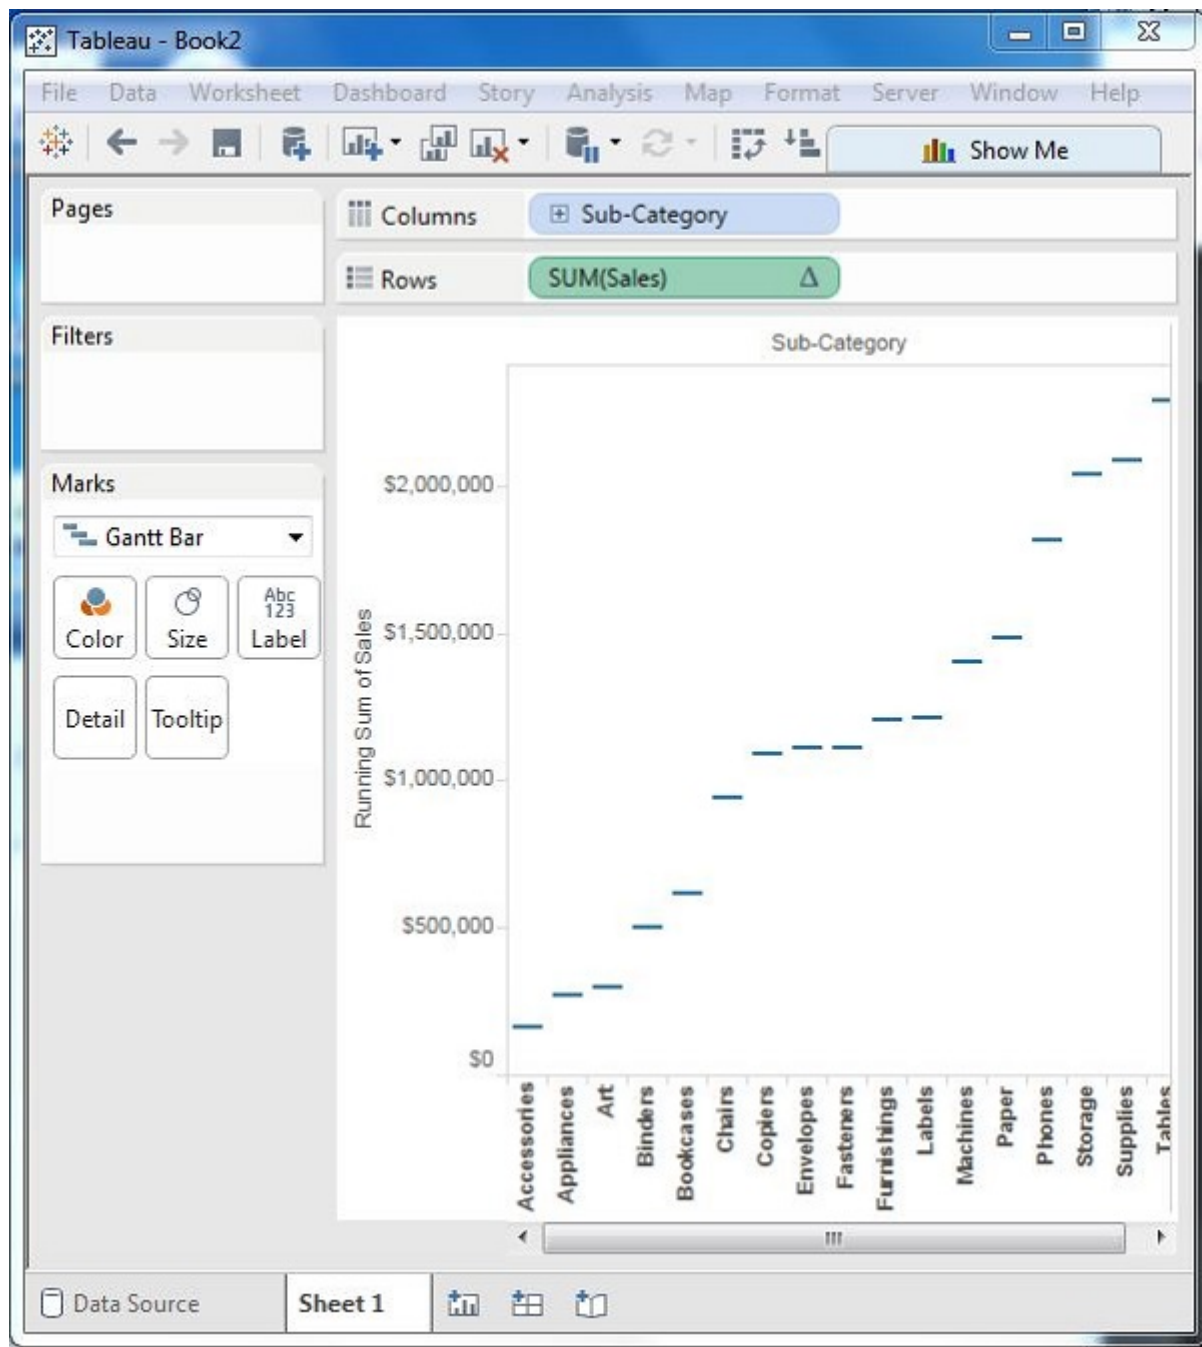 Tableau - Book2
File Data Worksheet Dashboard Story Analysis Map Format Server Window Help
Show Me
Pages
Columns
Sub-Category
Rows
SUM(Sales) Δ
Filters
Marks
Gantt Bar
Color
Size
Abc
123
Label
Detail
Tooltip
Sub-Category
Running Sum of Sales
$2,000,000
$1,500,000
$1,000,000
$500,000
$0
Accessories
Appliances
Art
Binders
Bookcases
Chairs
Copiers
Envelopes
Fasteners
Furnishings
Labels
Machines
Paper
Phones
Storage
Supplies
Tables
Data Source
Sheet 1